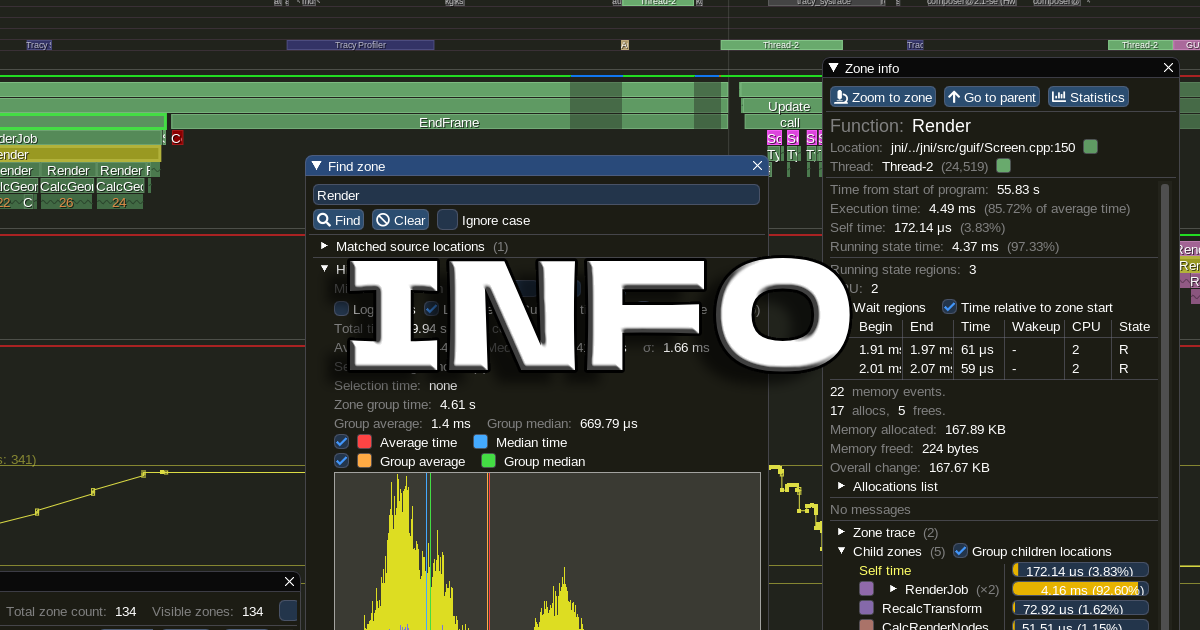 Thread-2
Tracy Profiler
Thread-2
Thread-2
GU
EndFrame
Update
call
C
Render
Render
CalcGeor
C
26
24
Find zone
Render
Find
Clear
Ignore case
Matched source locations (1)
INFO
σ: 1.66 ms
Selection time: none
Zone group time: 4.61 s
Group average: 1.4 ms Group median: 669.79 μs
Average time
Median time
Group average
Group median
Total zone count: 134 Visible zones: 134
Zone info
Zoom to zone
Go to parent
Statistics
Function: Render
Location: jni/../jni/src/guif/Screen.cpp:150
Thread: Thread-2 (24,519)
Time from start of program: 55.83 s
Execution time: 4.49 ms (85.72% of average time)
Self time: 172.14 μs (3.83%)
Running state time: 4.37 ms (97.33%)
Running state regions: 3
2
Wait regions
Time relative to zone start
Begin End Time Wakeup CPU State
1.91 ms 1.97 ms 61 μs - 2 R
2.01 ms 2.07 ms 59 μs - 2 R
22 memory events.
17 allocs, 5 frees.
Memory allocated: 167.89 KB
Memory freed: 224 bytes
Overall change: 167.67 KB
Allocations list
No messages
Zone trace (2)
Child zones (5)
Group children locations
Self time 172.14 μs (3.83%)
RenderJob (×2) 4.16 ms (92.60%)
RecalcTransform 72.92 μs (1.62%)
CalcRenderNodes 51.51 μs (1.15%)